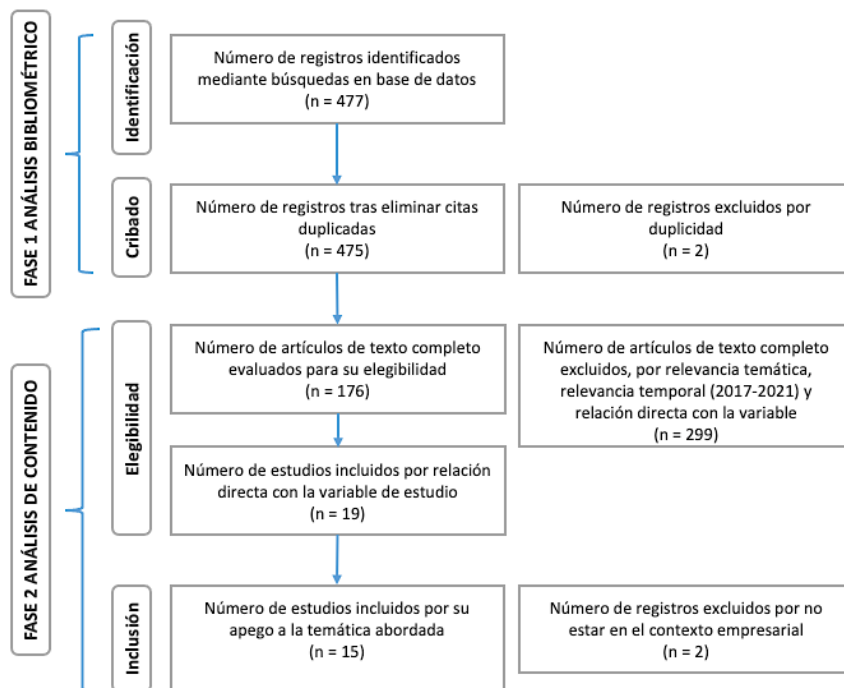 FASE 1 ANÁLISIS BIBLIOMÉTRICO
Identificación
Número de registros identificados
mediante búsquedas en base de datos
(n = 477)
Cribado
Número de registros tras eliminar citas
duplicadas
(n = 475)
Número de registros excluidos por
duplicidad
(n = 2)
FASE 2 ANÁLISIS DE CONTENIDO
Elegibilidad
Número de artículos de texto completo
evaluados para su elegibilidad
(n = 176)
Número de artículos de texto completo
excluidos, por relevancia temática,
relevancia temporal (2017-2021) y
relación directa con la variable
(n = 299)
Número de estudios incluidos por relación
directa con la variable de estudio
(n = 19)
Inclusión
Número de estudios incluidos por su
apego a la temática abordada
(n = 15)
Número de registros excluidos por no
estar en el contexto empresarial
(n = 2)